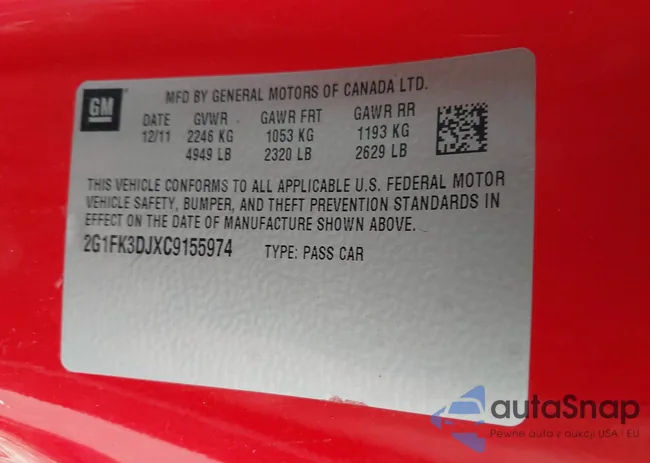 GM
MFD BY GENERAL MOTORS OF CANADA LTD.
DATE GVWR GAWR FRT GAWR RR
12/11 2246 KG 1053 KG 1193 KG
4949 LB 2320 LB 2629 LB
THIS VEHICLE CONFORMS TO ALL APPLICABLE U.S. FEDERAL MOTOR
VEHICLE SAFETY, BUMPER, AND THEFT PREVENTION STANDARDS IN
EFFECT ON THE DATE OF MANUFACTURE SHOWN ABOVE.
2G1FK3DJXC9155974 TYPE: PASS CAR
autaSnap
Pewne auta z aukcji USA i EU